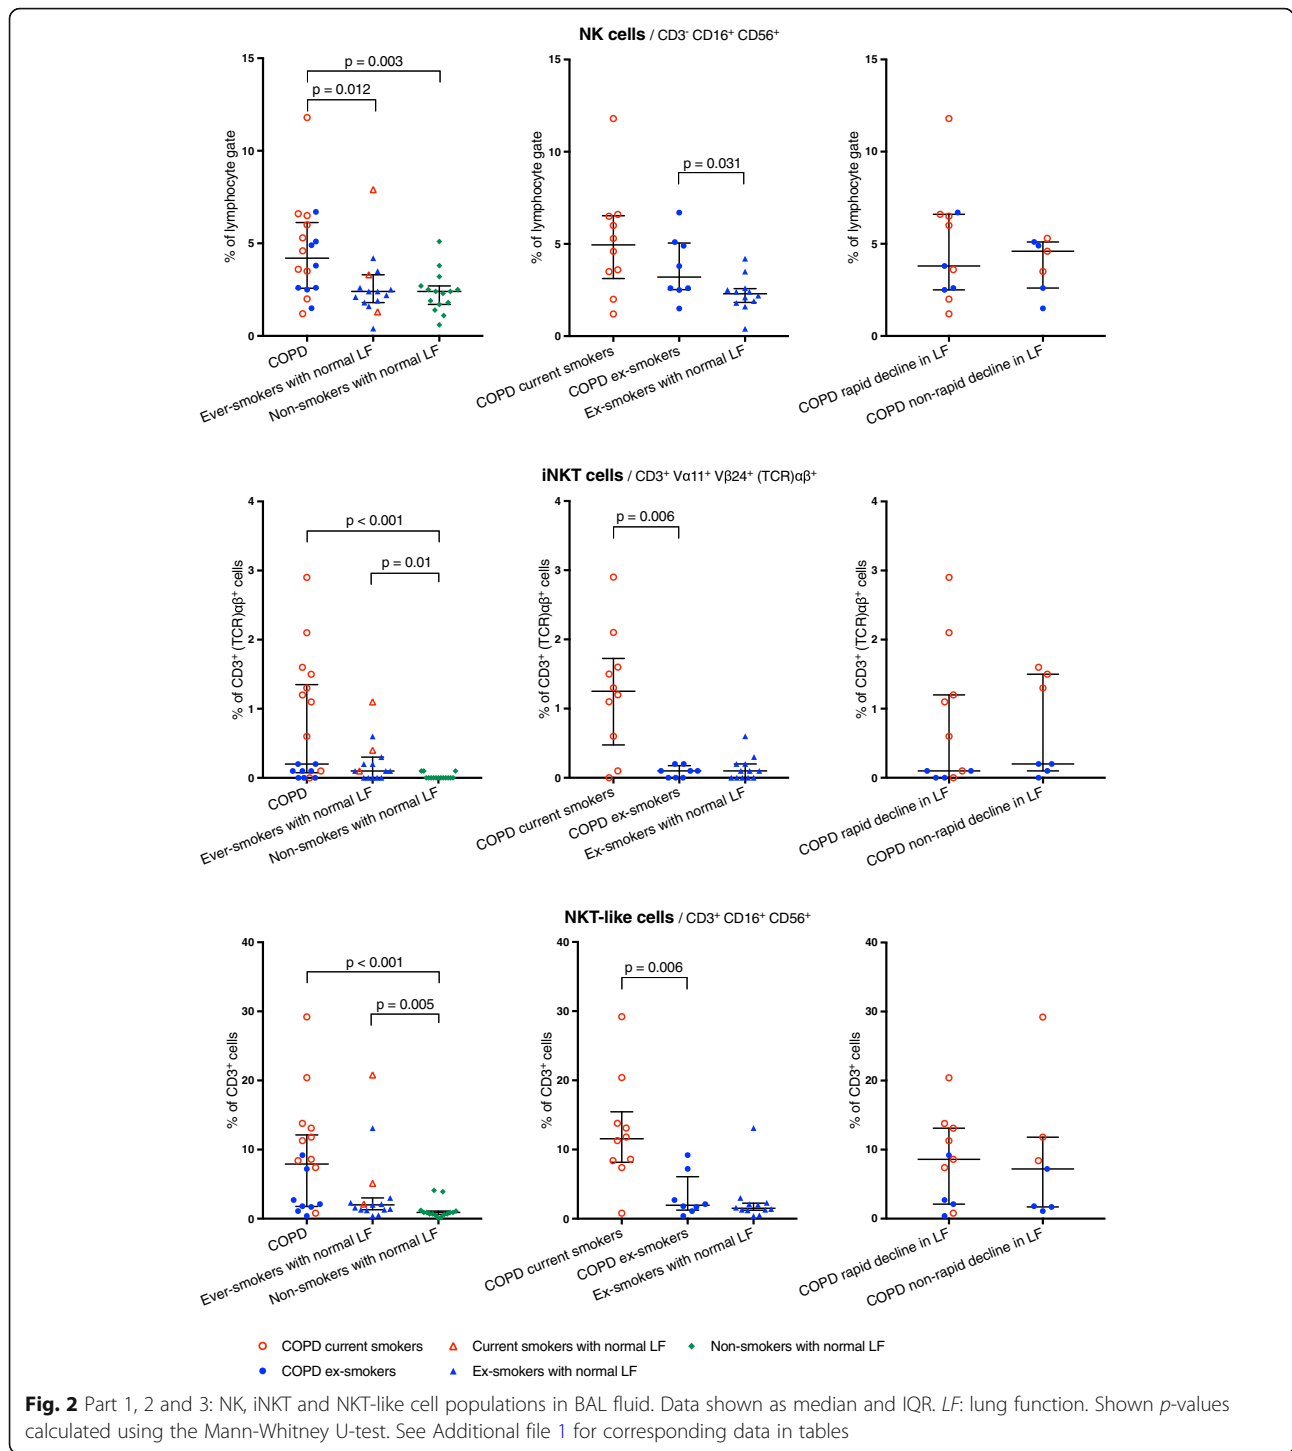 NK cells / CD3⁻ CD16⁺ CD56⁺
% of lymphocyte gate
15
10
5
0
p = 0.003
p = 0.012
COPD
Ever-smokers with normal LF
Non-smokers with normal LF
% of lymphocyte gate
15
10
5
0
p = 0.031
COPD current smokers
COPD ex-smokers
Ex-smokers with normal LF
% of lymphocyte gate
15
10
5
0
COPD rapid decline in LF
COPD non-rapid decline in LF
iNKT cells / CD3⁺ Vα11⁺ Vβ24⁺ (TCR)αβ⁺
% of CD3⁺ (TCR)αβ⁺ cells
4
3
2
1
0
p < 0.001
p = 0.01
COPD
Ever-smokers with normal LF
Non-smokers with normal LF
% of CD3⁺ (TCR)αβ⁺ cells
4
3
2
1
0
p = 0.006
COPD current smokers
COPD ex-smokers
Ex-smokers with normal LF
% of CD3⁺ (TCR)αβ⁺ cells
4
3
2
1
0
COPD rapid decline in LF
COPD non-rapid decline in LF
NKT-like cells / CD3⁺ CD16⁺ CD56⁺
% of CD3⁺ cells
40
30
20
10
0
p < 0.001
p = 0.005
COPD
Ever-smokers with normal LF
Non-smokers with normal LF
% of CD3⁺ cells
40
30
20
10
0
p = 0.006
COPD current smokers
COPD ex-smokers
Ex-smokers with normal LF
% of CD3⁺ cells
40
30
20
10
0
COPD rapid decline in LF
COPD non-rapid decline in LF
COPD current smokers
Current smokers with normal LF
Non-smokers with normal LF
COPD ex-smokers
Ex-smokers with normal LF
Fig. 2 Part 1, 2 and 3: NK, iNKT and NKT-like cell populations in BAL fluid. Data shown as median and IQR. LF: lung function. Shown p-values
calculated using the Mann-Whitney U-test. See Additional file 1 for corresponding data in tables